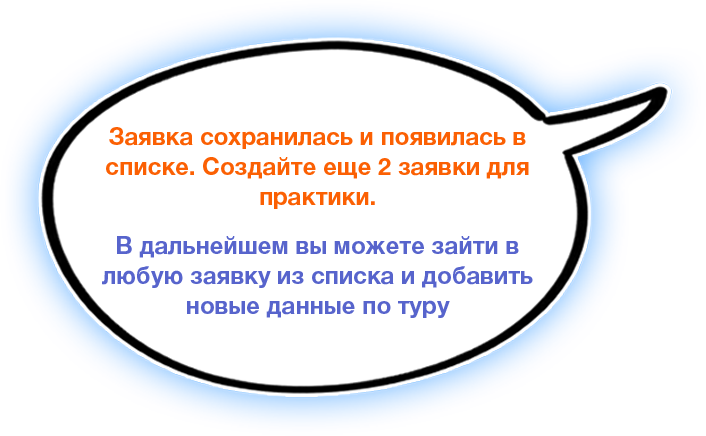 Заявка сохранилась и появилась в
списке. Создайте еще 2 заявки для
практики.
В дальнейшем вы можете зайти в
любую заявку из списка и добавить
новые данные по туру